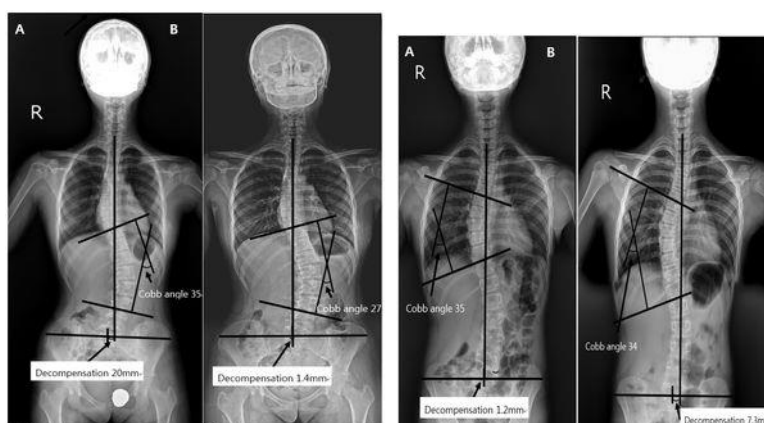 A
B
R
Cobb angle 35
Cobb angle 27
Decompensation 20mm
Decompensation 1.4mm
A
B
R
R
Cobb angle 35
Cobb angle 34
Decompensation 1.2mm
Decompensation 7.3m